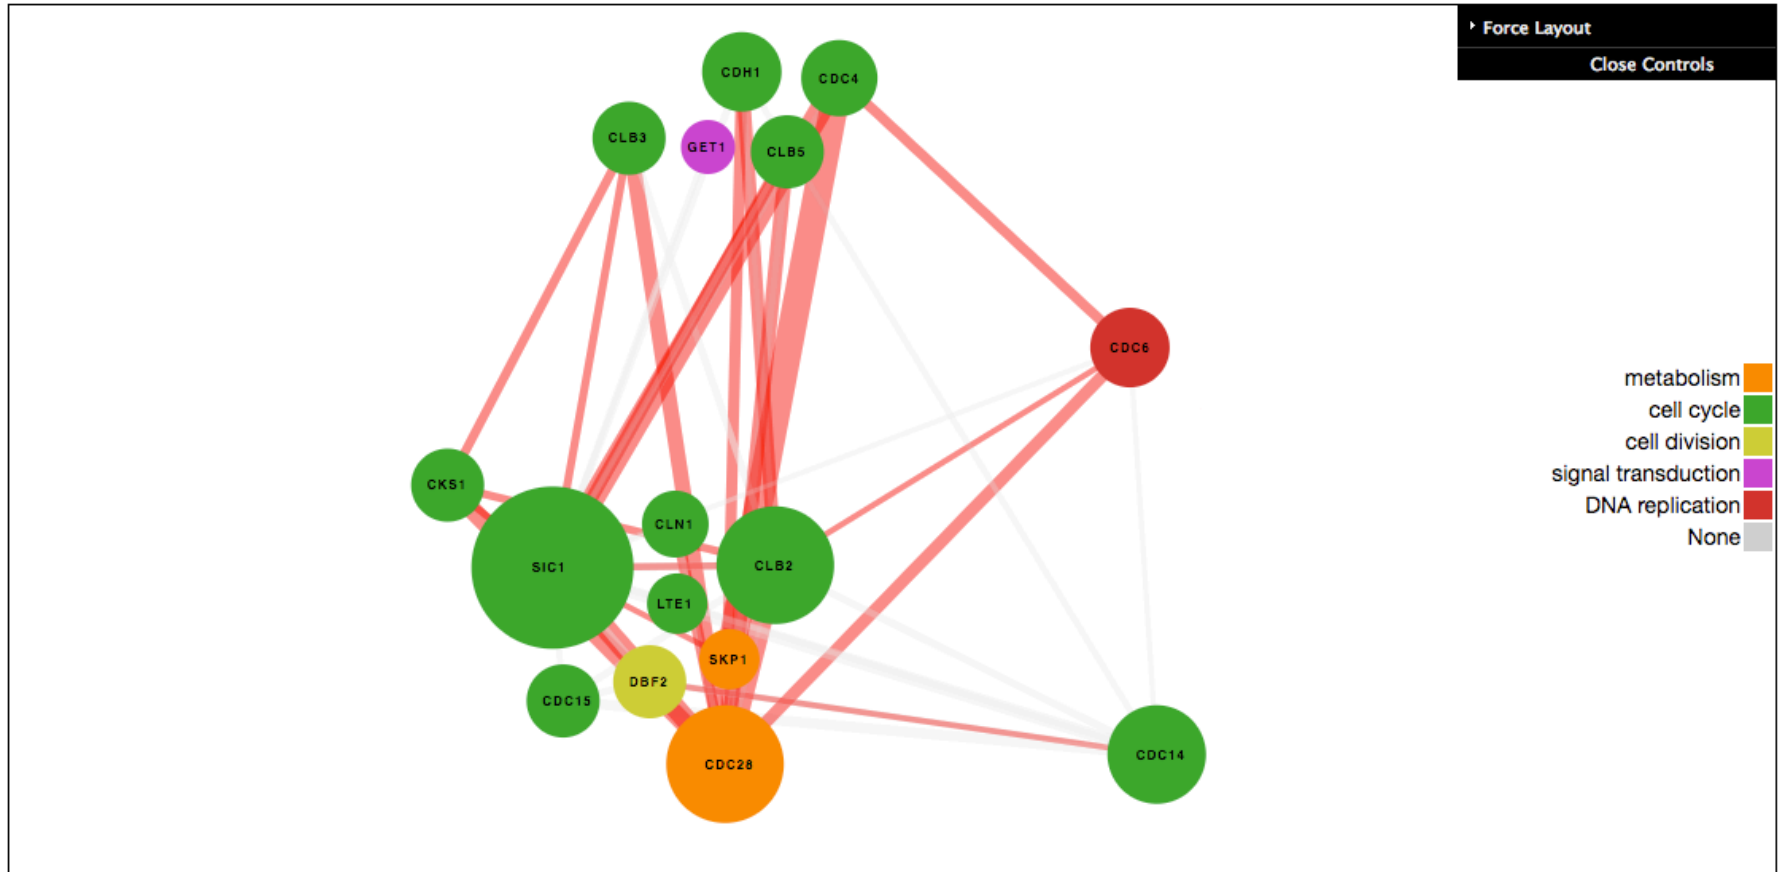 Force Layout
Close Controls
CDH1
CDC4
CLB3
GET1
CLB5
CDC6
metabolism
cell cycle
cell division
signal transduction
DNA replication
None
CKS1
CLN1
SIC1
CLB2
LTE1
SKP1
DBF2
CDC15
CDC28
CDC14